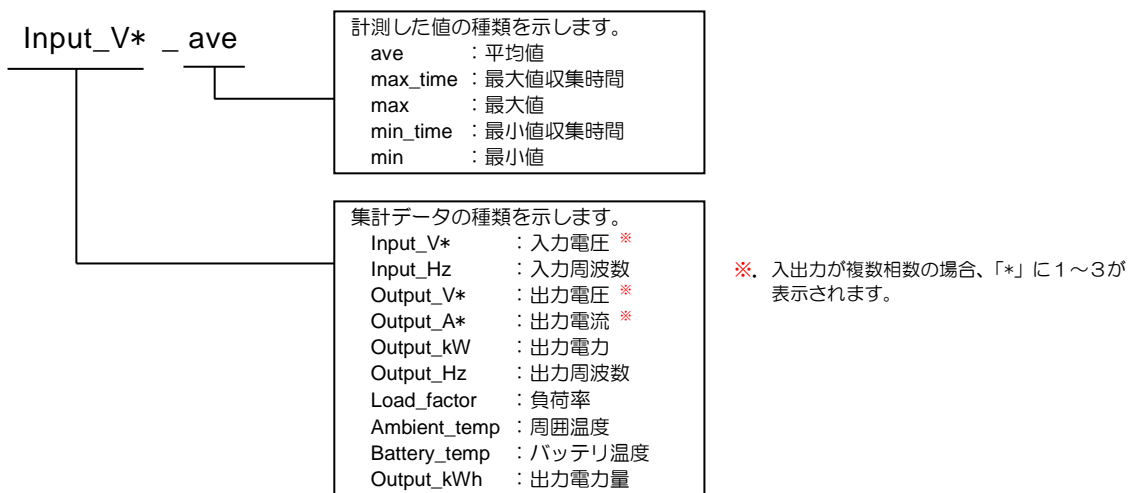 Input_V* _ ave
計測した値の種類を示します。
ave ：平均値
max_time ：最大値収集時間
max ：最大値
min_time ：最小値収集時間
min ：最小値
集計データの種類を示します。
Input_V* ：入力電圧 ※
Input_Hz ：入力周波数
Output_V* ：出力電圧 ※
Output_A* ：出力電流 ※
Output_kW ：出力電力
Output_Hz ：出力周波数
Load_factor ：負荷率
Ambient_temp ：周囲温度
Battery_temp ：バッテリ温度
Output_kWh ：出力電力量
※. 入出力が複数相数の場合、「*」に１～３が
表示されます。